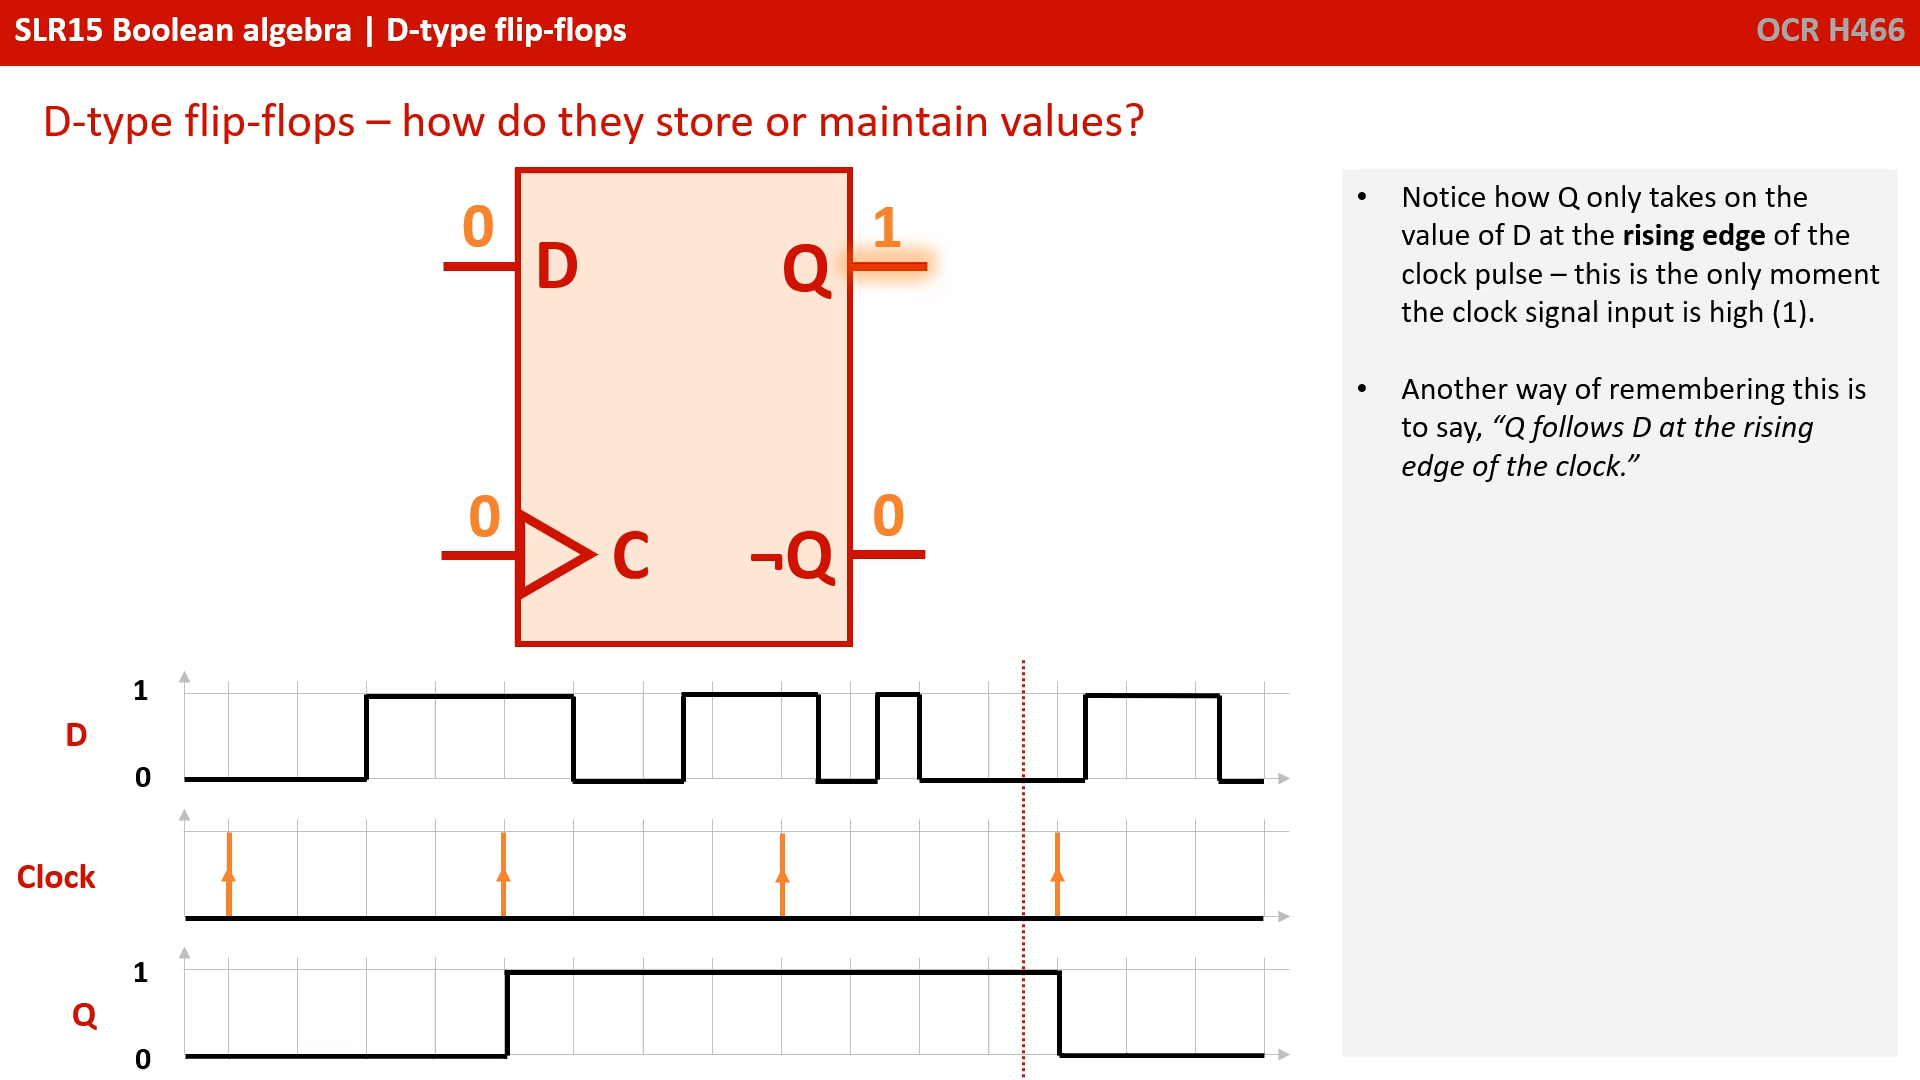 SLR15 Boolean algebra | D-type flip-flops
OCR H466
D-type flip-flops – how do they store or maintain values?
0
1
D
Q
0
0
C
¬Q
• Notice how Q only takes on the
value of D at the rising edge of the
clock pulse – this is the only moment
the clock signal input is high (1).
• Another way of remembering this is
to say, “Q follows D at the rising
edge of the clock.”
1
D
0
Clock
1
Q
0